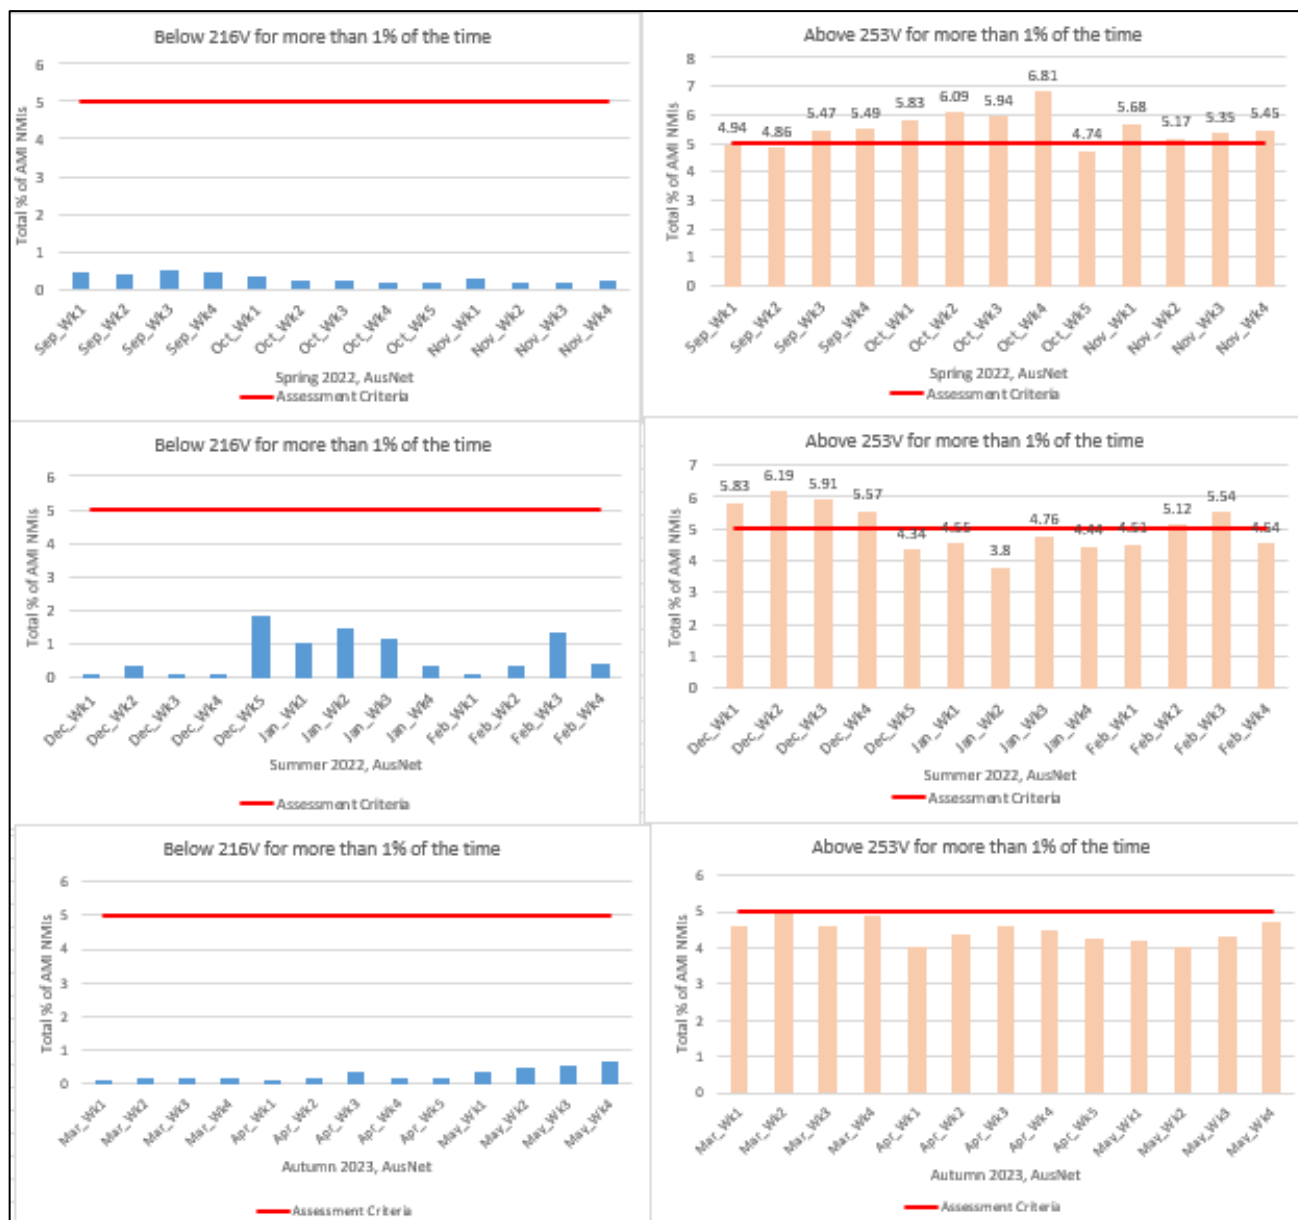 Below 216V for more than 1% of the time
Total % of AMI NMIs
6
5
4
3
2
1
0
Sep_Wk1
Sep_Wk2
Sep_Wk3
Sep_Wk4
Oct_Wk1
Oct_Wk2
Oct_Wk3
Oct_Wk4
Oct_Wk5
Nov_Wk1
Nov_Wk2
Nov_Wk3
Nov_Wk4
Spring 2022, AusNet
Assessment Criteria
Above 253V for more than 1% of the time
Total % of AMI NMIs
8
7
6
5
4
3
2
1
0
4.94
4.86
5.47
5.49
5.83
6.09
5.94
6.81
4.74
5.68
5.17
5.35
5.45
Sep_Wk1
Sep_Wk2
Sep_Wk3
Sep_Wk4
Oct_Wk1
Oct_Wk2
Oct_Wk3
Oct_Wk4
Oct_Wk5
Nov_Wk1
Nov_Wk2
Nov_Wk3
Nov_Wk4
Spring 2022, AusNet
Assessment Criteria
Below 216V for more than 1% of the time
Total % of AMI NMIs
6
5
4
3
2
1
0
Dec_Wk1
Dec_Wk2
Dec_Wk3
Dec_Wk4
Dec_Wk5
Jan_Wk1
Jan_Wk2
Jan_Wk3
Jan_Wk4
Feb_Wk1
Feb_Wk2
Feb_Wk3
Feb_Wk4
Summer 2022, AusNet
Assessment Criteria
Above 253V for more than 1% of the time
Total % of AMI NMIs
7
6
5
4
3
2
1
0
5.83
6.19
5.91
5.57
4.34
3.8
4.76
4.44
5.12
5.54
Dec_Wk1
Dec_Wk2
Dec_Wk3
Dec_Wk4
Dec_Wk5
Jan_Wk1
Jan_Wk2
Jan_Wk3
Jan_Wk4
Feb_Wk1
Feb_Wk2
Feb_Wk3
Feb_Wk4
Summer 2022, AusNet
Assessment Criteria
Below 216V for more than 1% of the time
Total % of AMI NMIs
6
5
4
3
2
1
0
Mar_Wk1
Mar_Wk2
Mar_Wk3
Mar_Wk4
Apr_Wk1
Apr_Wk2
Apr_Wk3
Apr_Wk4
Apr_Wk5
May_Wk1
May_Wk2
May_Wk3
May_Wk4
Autumn 2023, AusNet
Assessment Criteria
Above 253V for more than 1% of the time
Total % of AMI NMIs
6
5
4
3
2
1
0
Mar_Wk1
Mar_Wk2
Mar_Wk3
Mar_Wk4
Apr_Wk1
Apr_Wk2
Apr_Wk3
Apr_Wk4
Apr_Wk5
May_Wk1
May_Wk2
May_Wk3
May_Wk4
Autumn 2023, AusNet
Assessment Criteria